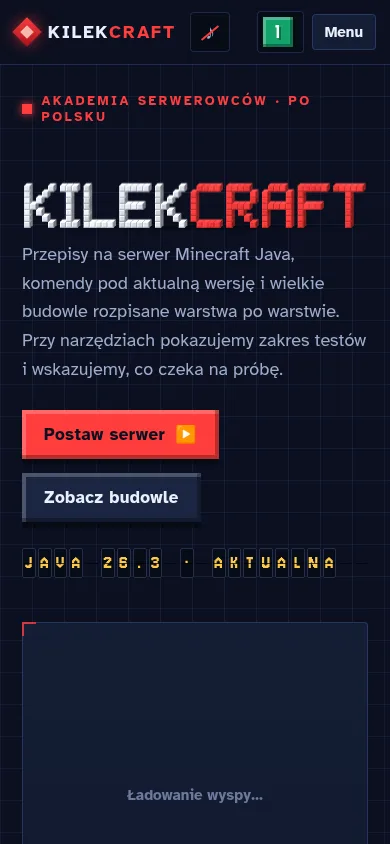 KILEKCRAFT
1
Menu
AKADEMIA SERWEROWCÓW · PO
POLSKU
KILEKCRAFT
Przepisy na serwer Minecraft Java,
komendy pod aktualną wersję i wielkie
budowle rozpisane warstwa po warstwie.
Przy narzędziach pokazujemy zakres testów
i wskazujemy, co czeka na próbę.
Postaw serwer
Zobacz budowle
JAVA 26.3 · AKTUALNA
Ładowanie wyspy...